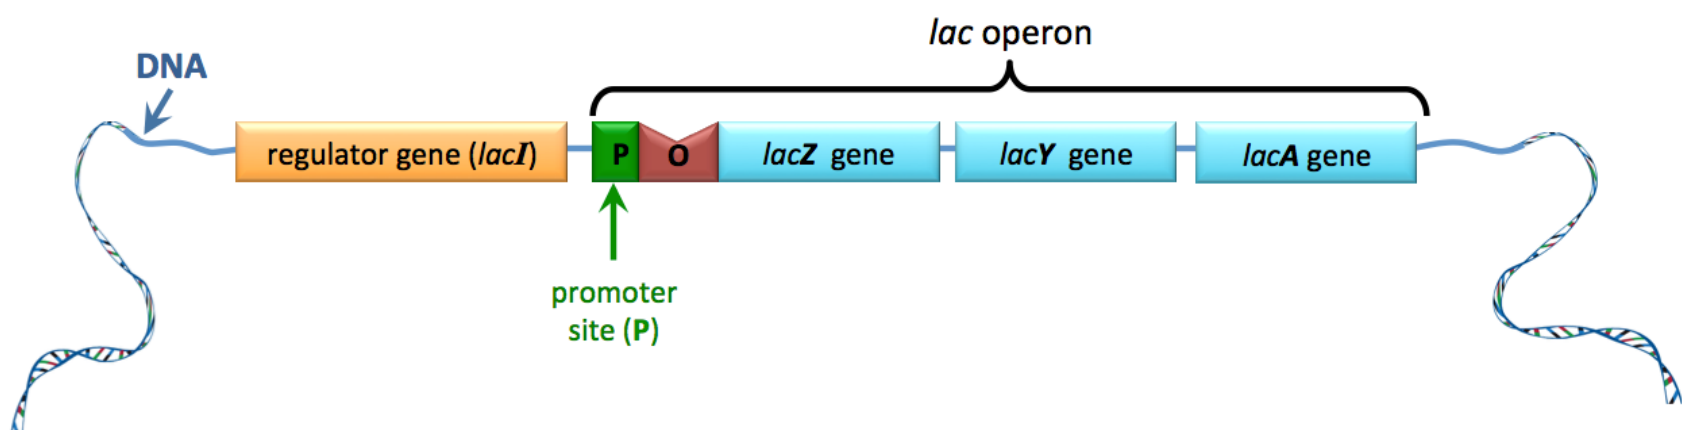 lac operon
DNA
regulator gene (lacI)
P
O
lacZ gene
lacY gene
lacA gene
promoter
site (P)